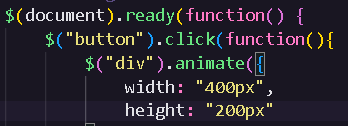 $(document).ready(function() {
$("button").click(function(){
$("div").animate({
width: "400px",
height: "200px"